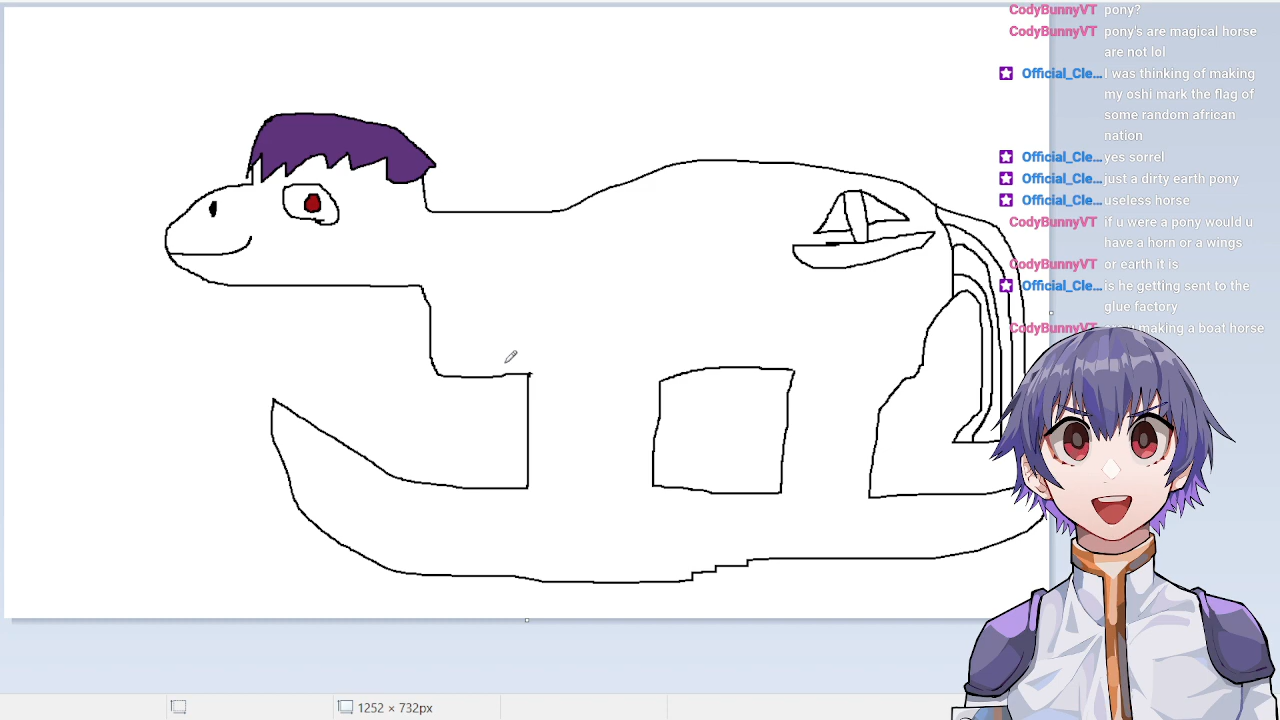 CodyBunnyVT pony?
CodyBunnyVT pony's are magical horse
are not lol
Official_Cle... I was thinking of making
my oshi mark the flag of
some random african
nation
Official_Cle... yes sorrel
Official_Cle... just a dirty earth pony
Official_Cle... useless horse
CodyBunnyVT if u were a pony would u
have a horn or a wings
CodyBunnyVT or earth it is
Official_Cle... is he getting sent to the
glue factory
CodyBunnyVT making a boat horse
1252 × 732px